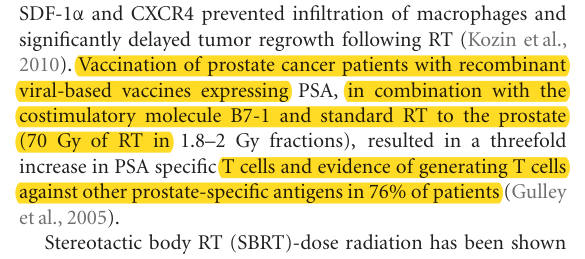 SDF-1α and CXCR4 prevented infiltration of macrophages and
significantly delayed tumor regrowth following RT (Kozin et al.,
2010). Vaccination of prostate cancer patients with recombinant
viral-based vaccines expressing PSA, in combination with the
costimulatory molecule B7-1 and standard RT to the prostate
(70 Gy of RT in 1.8–2 Gy fractions), resulted in a threefold
increase in PSA specific T cells and evidence of generating T cells
against other prostate-specific antigens in 76% of patients (Gulley
et al., 2005).
Stereotactic body RT (SBRT)-dose radiation has been shown